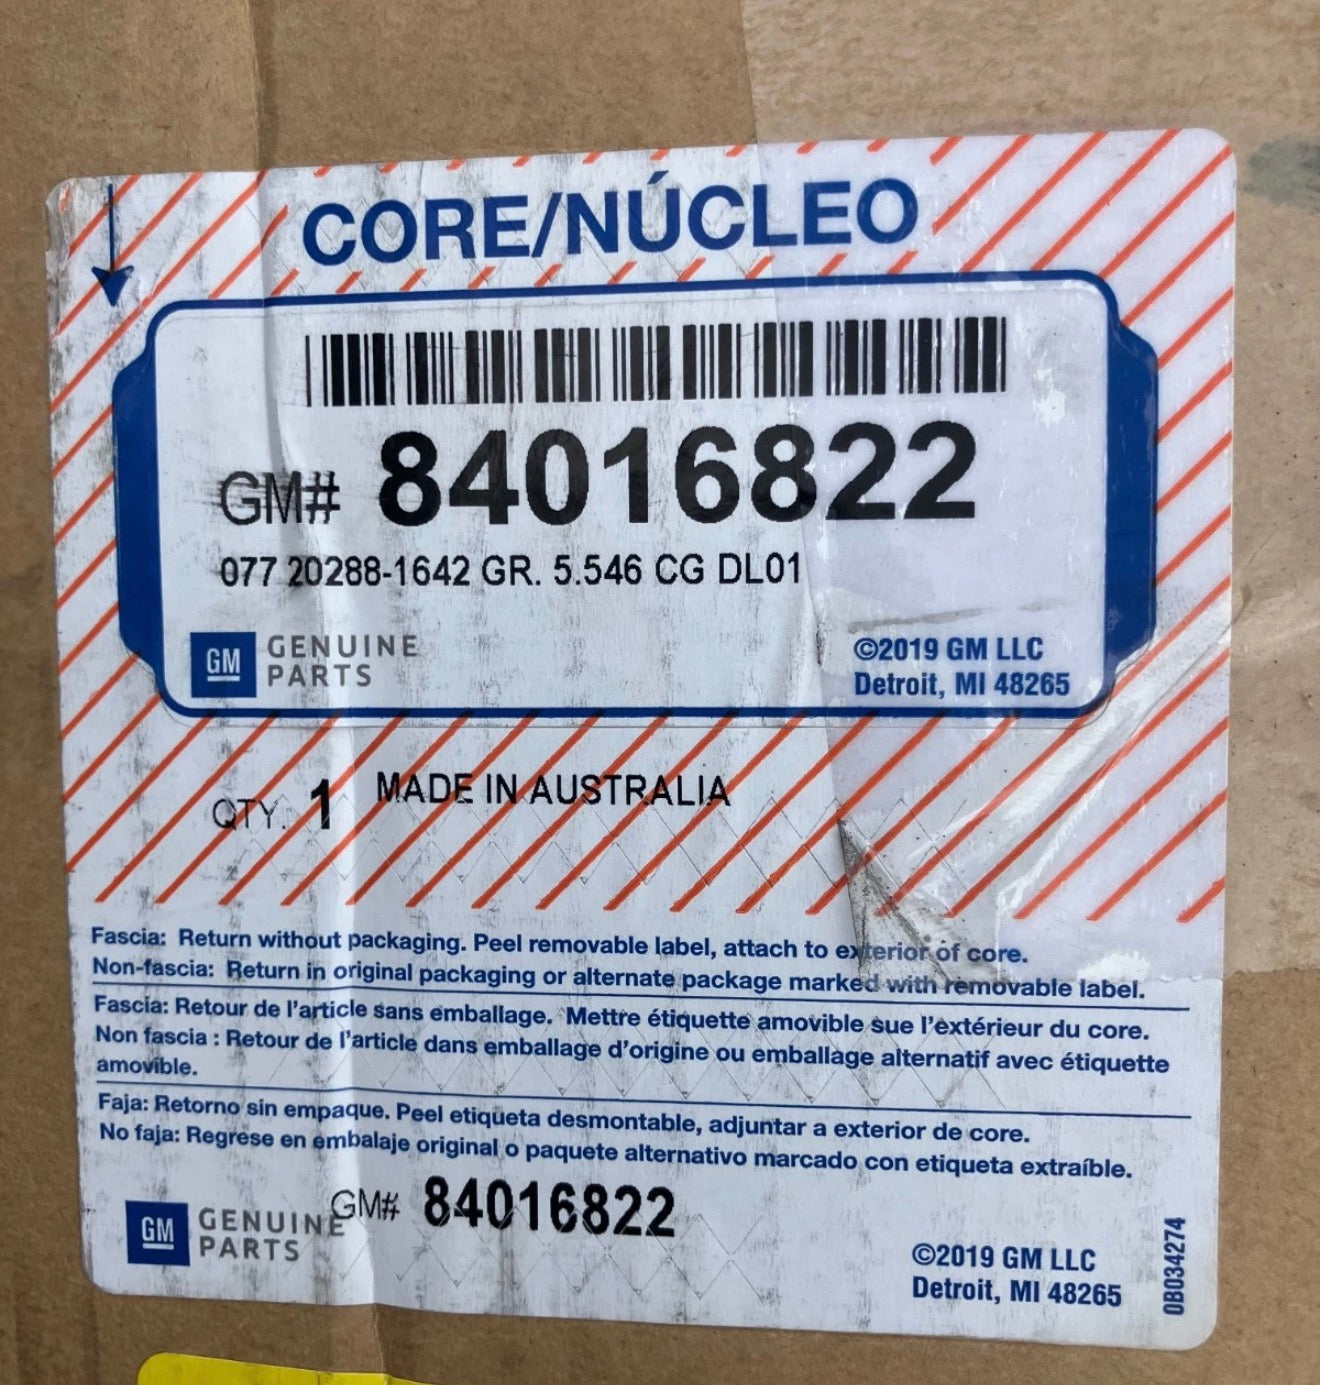 CORE/NÚCLEO
GM# 84016822
077 20288-1642 GR. 5.546 CG DL01
GM GENUINE PARTS
©2019 GM LLC
Detroit, MI 48265
QTY. 1 MADE IN AUSTRALIA
Fascia: Return without packaging. Peel removable label, attach to exterior of core.
Non-fascia: Return in original packaging or alternate package marked with removable label.
Fascia: Retour de l'article sans emballage. Mettre étiquette amovible sue l'extérieur du core.
Non fascia : Retour de l'article dans emballage d'origine ou emballage alternatif avec étiquette
amovible.
Faja: Retorno sin empaque. Peel etiqueta desmontable, adjuntar a exterior de core.
No faja: Regrese en embalaje original o paquete alternativo marcado con etiqueta extraíble.
GM# 84016822
GM GENUINE
PARTS
©2019 GM LLC
Detroit, MI 48265
0B034274